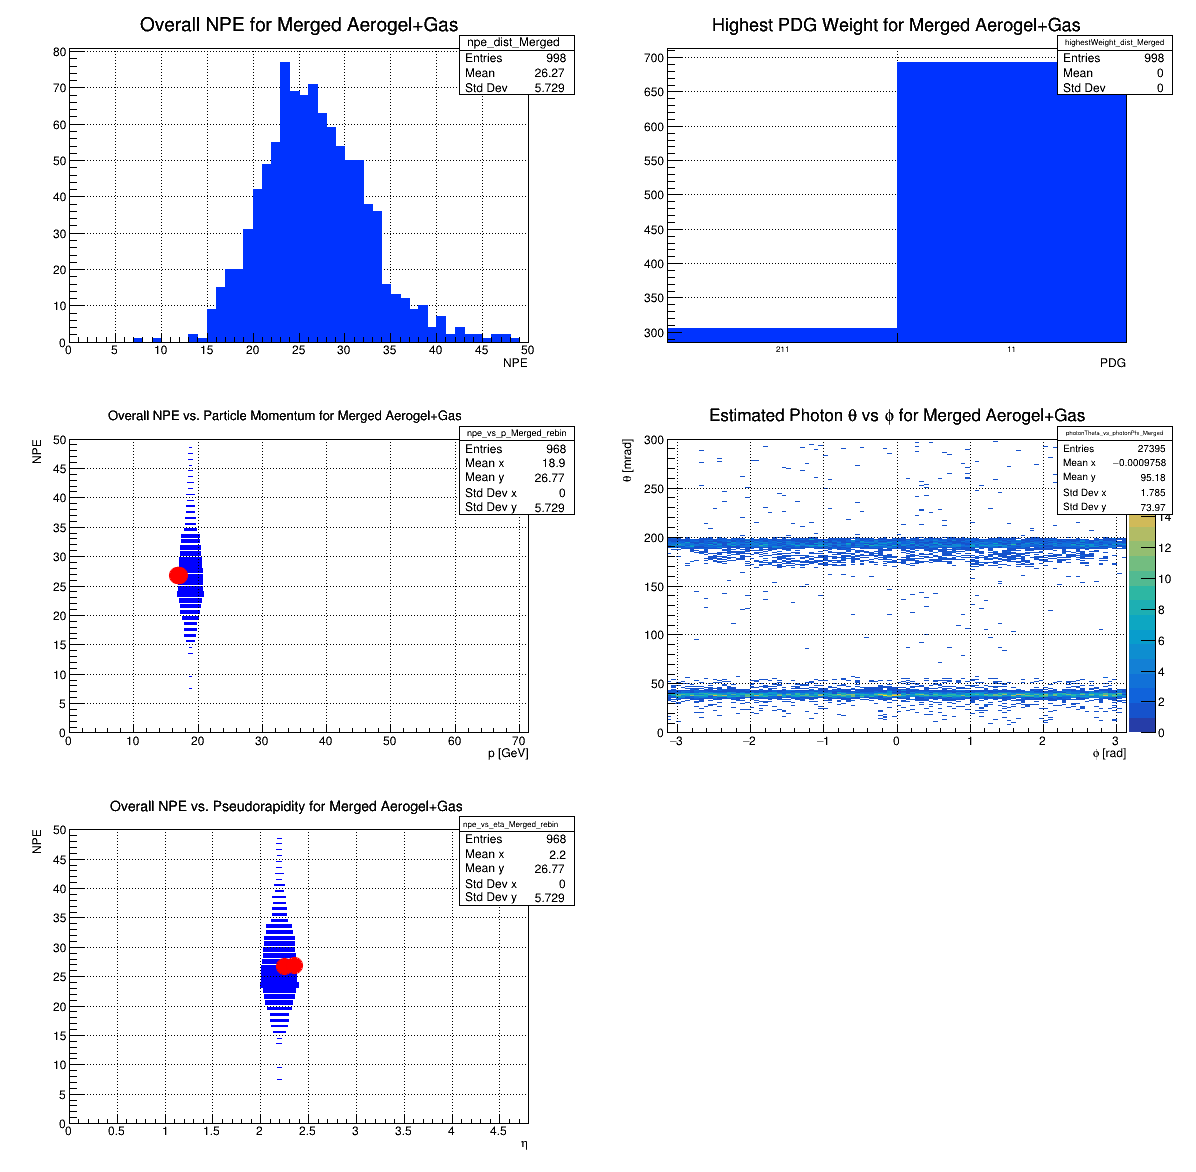 Overall NPE for Merged Aerogel+Gas
npe_dist_Merged
Entries 998
Mean 26.27
Std Dev 5.729
80
70
60
50
40
30
20
10
0
0 5 10 15 20 25 30 35 40 45 50
NPE
Highest PDG Weight for Merged Aerogel+Gas
highestWeight_dist_Merged
Entries 998
Mean 0
Std Dev 0
700
650
600
550
500
450
400
350
300
211 11
PDG
Overall NPE vs. Particle Momentum for Merged Aerogel+Gas
npe_vs_p_Merged_rebin
Entries 968
Mean x 18.9
Mean y 26.77
Std Dev x 0
Std Dev y 5.729
NPE
50
45
40
35
30
25
20
15
10
5
0
0 10 20 30 40 50 60 70
p [GeV]
Estimated Photon θ vs ϕ for Merged Aerogel+Gas
photonTheta_vs_photonPhi_Merged
Entries 27395
Mean x −0.0009758
Mean y 95.18
Std Dev x 1.785
Std Dev y 73.97
θ [mrad]
300
250
200
150
100
50
0
−3 −2 −1 0 1 2 3
ϕ [rad]
14
12
10
8
6
4
2
0
Overall NPE vs. Pseudorapidity for Merged Aerogel+Gas
npe_vs_eta_Merged_rebin
Entries 968
Mean x 2.2
Mean y 26.77
Std Dev x 0
Std Dev y 5.729
NPE
50
45
40
35
30
25
20
15
10
5
0
0 0.5 1 1.5 2 2.5 3 3.5 4 4.5
η